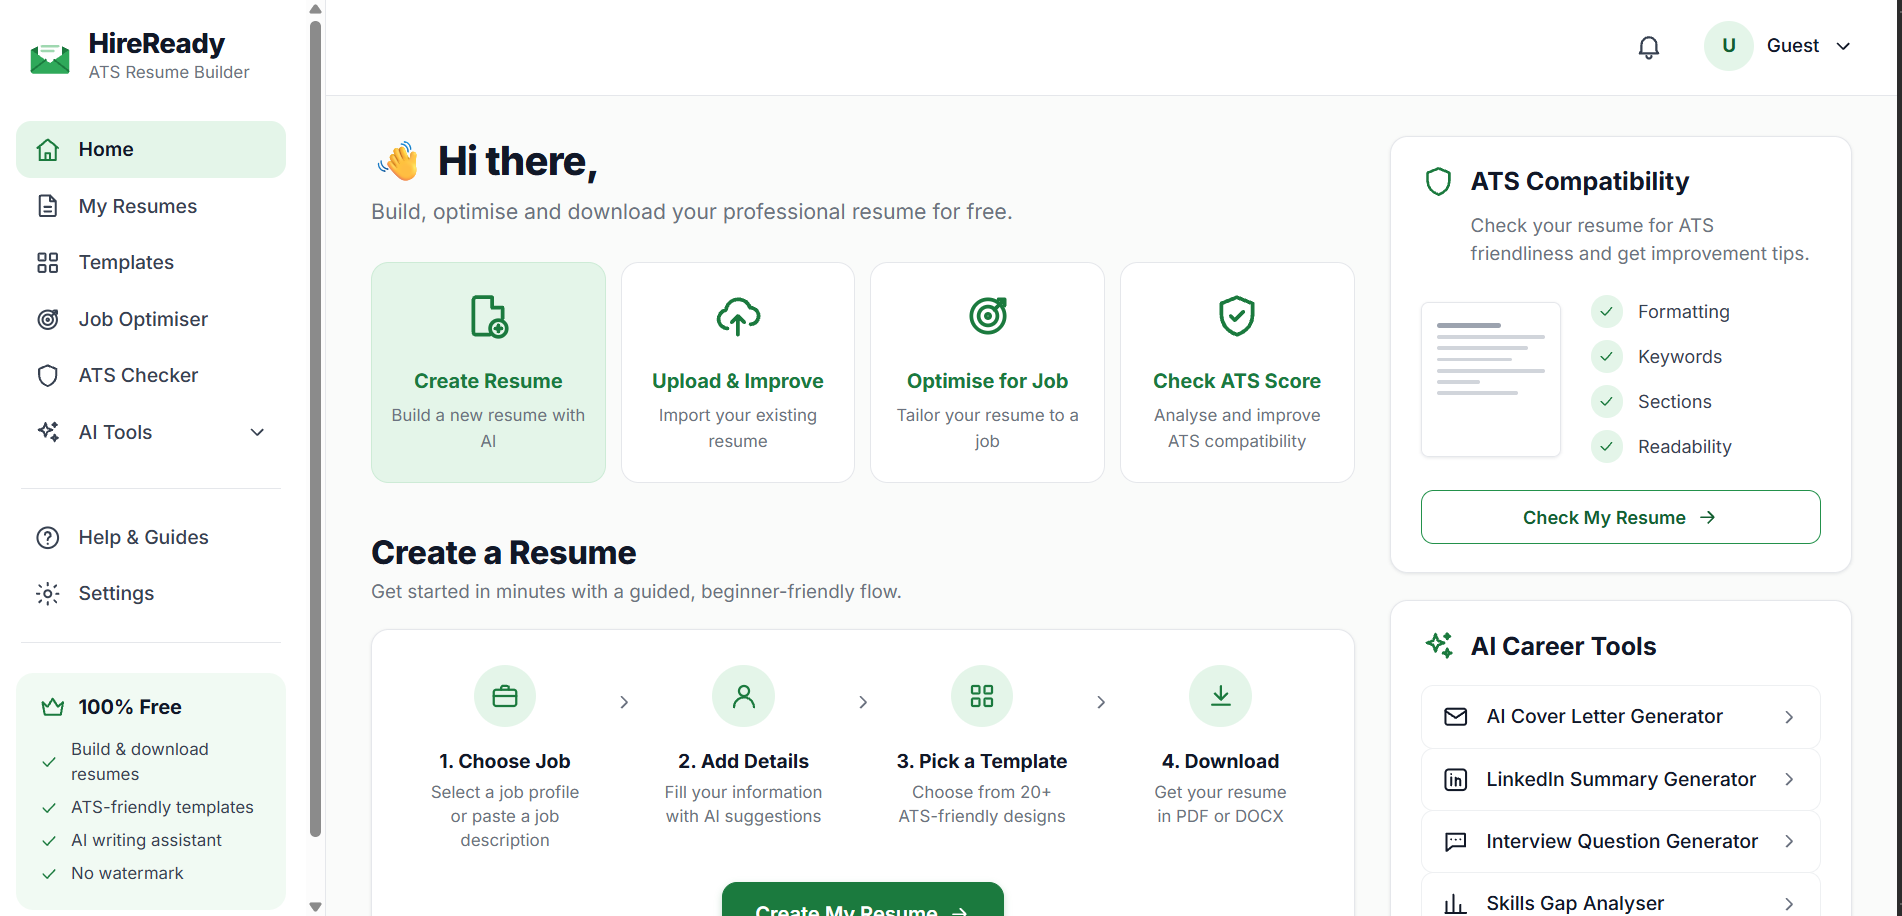 HireReady
ATS Resume Builder
Home
My Resumes
Templates
Job Optimiser
ATS Checker
AI Tools
Help & Guides
Settings
100% Free
Build & download
resumes
ATS-friendly templates
AI writing assistant
No watermark
U
Guest
Hi there,
Build, optimise and download your professional resume for free.
Create Resume
Build a new resume with
AI
Upload & Improve
Import your existing
resume
Optimise for Job
Tailor your resume to a
job
Check ATS Score
Analyse and improve
ATS compatibility
Create a Resume
Get started in minutes with a guided, beginner-friendly flow.
1. Choose Job
Select a job profile
or paste a job
description
2. Add Details
Fill your information
with AI suggestions
3. Pick a Template
Choose from 20+
ATS-friendly designs
4. Download
Get your resume
in PDF or DOCX
Create My Resume
ATS Compatibility
Check your resume for ATS
friendliness and get improvement tips.
Formatting
Keywords
Sections
Readability
Check My Resume
AI Career Tools
AI Cover Letter Generator
LinkedIn Summary Generator
Interview Question Generator
Skills Gap Analyser